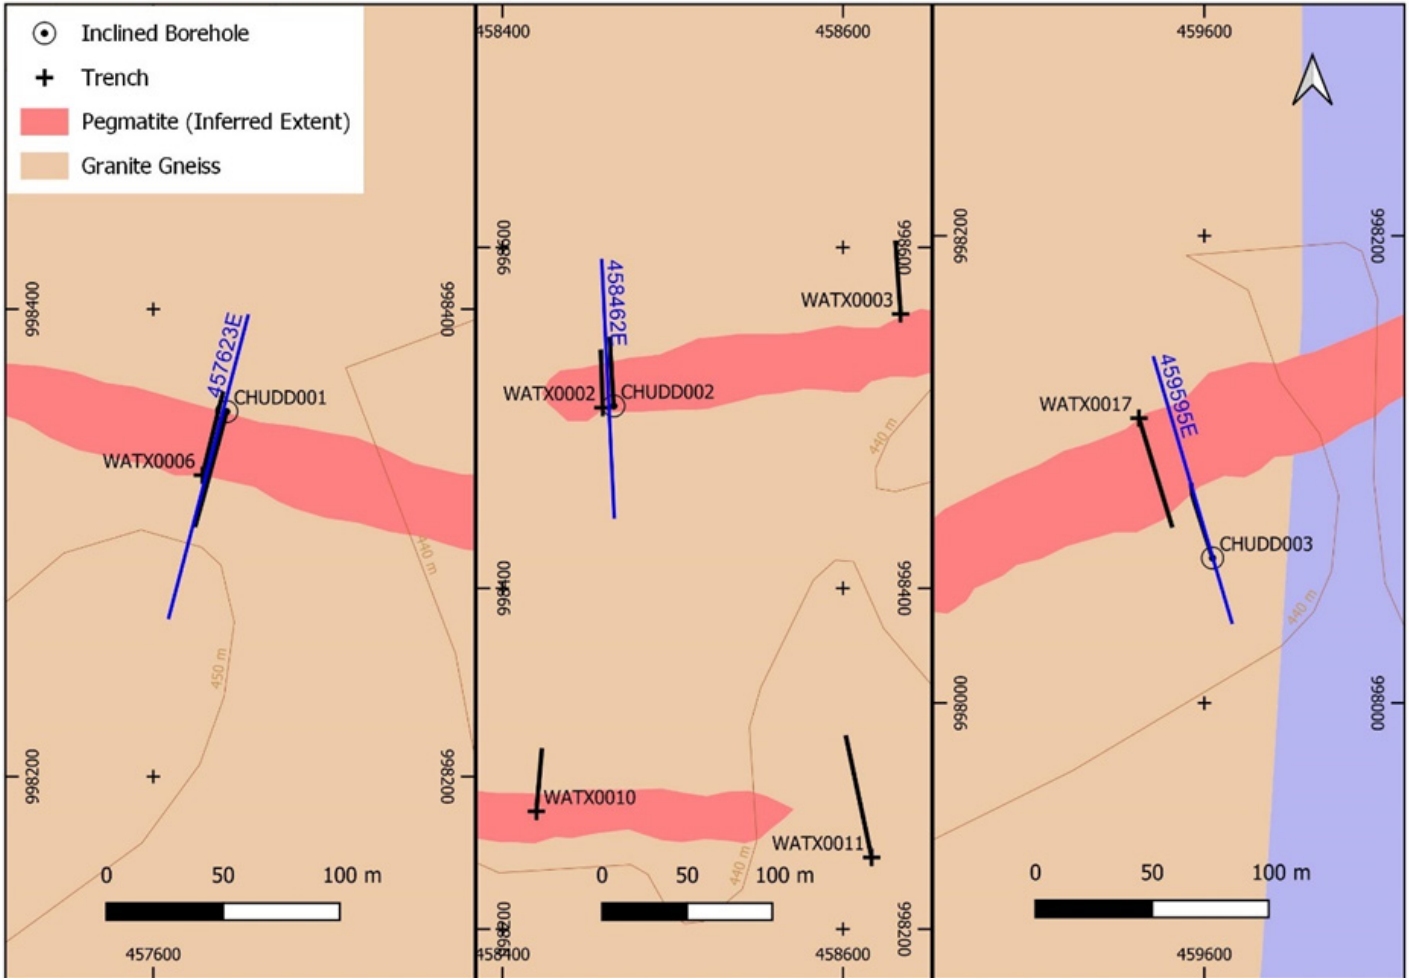 Inclined Borehole
Trench
Pegmatite (Inferred Extent)
Granite Gneiss
458400
458600
459600
998400
998400
998600
998600
998200
998200
457623E
CHUDD001
WATX0006
440 m
450 m
998200
998200
0 50 100 m
457600
458462E
WATX0003
WATX0002
CHUDD002
440 m
998400
998400
WATX0010
WATX0011
440 m
0 50 100 m
998200
998200
458400
458600
WATX0017
459595E
CHUDD003
440 m
998000
998000
0 50 100 m
459600